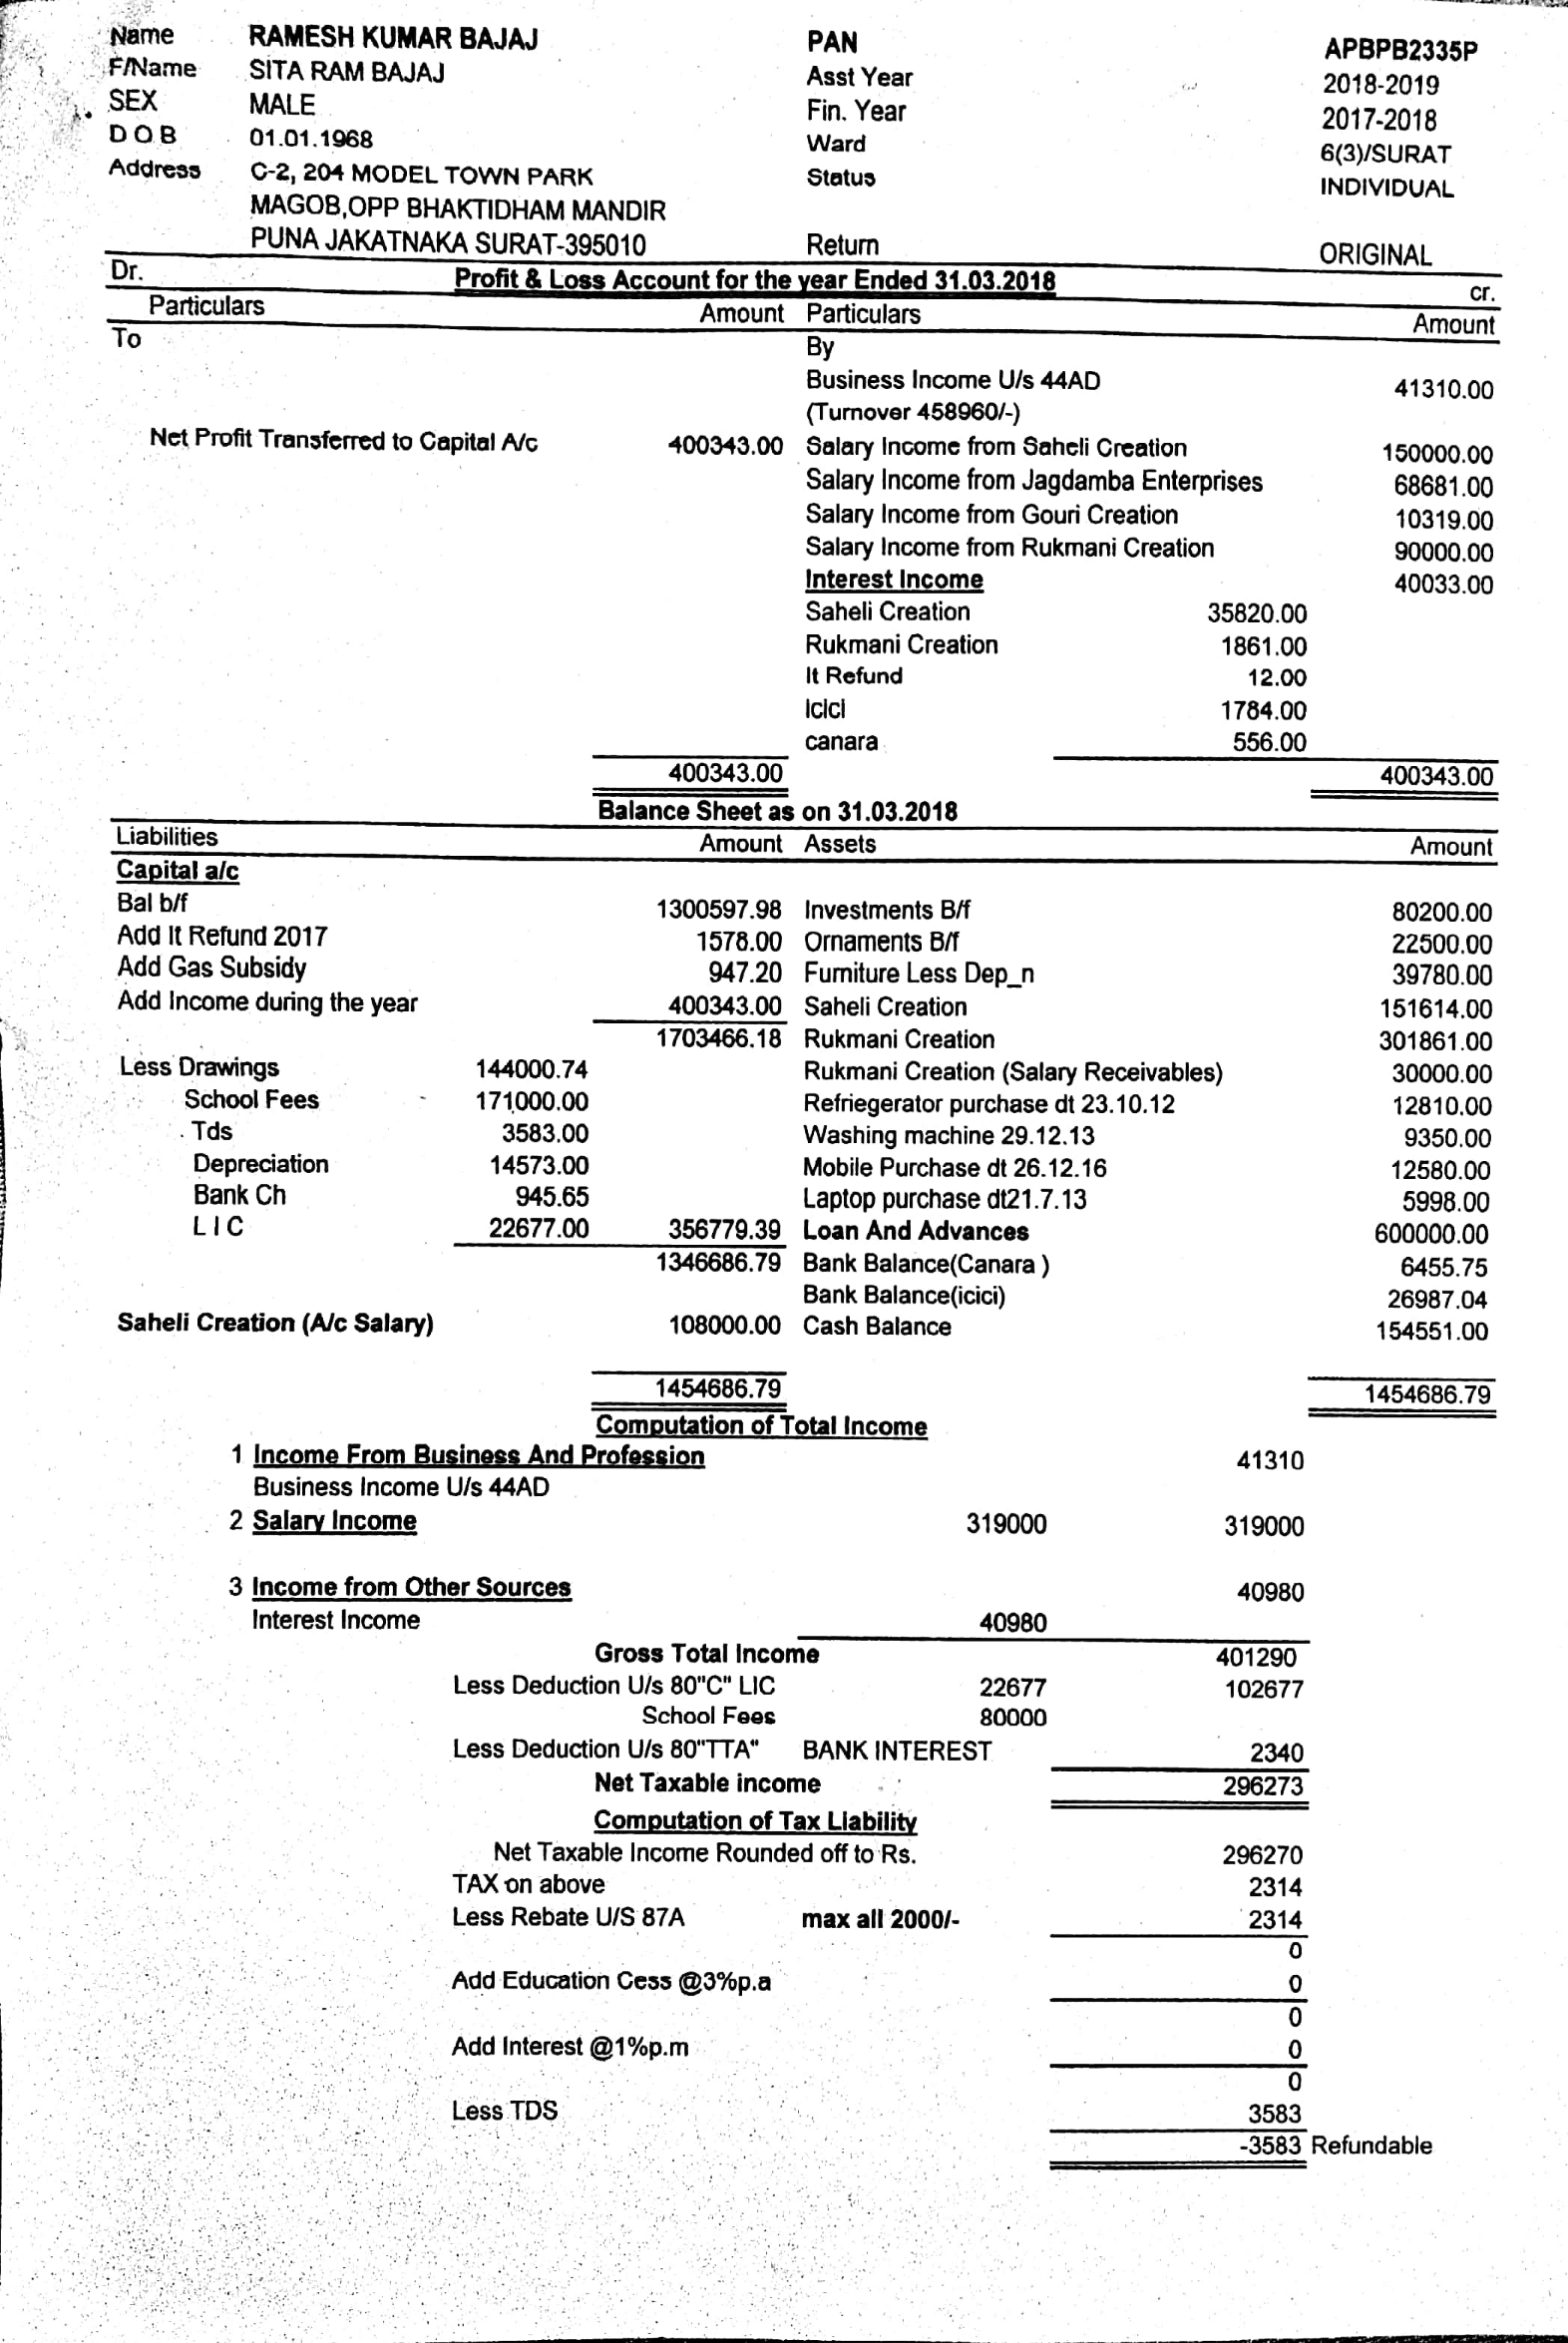 Name RAMESH KUMAR BAJAJ PAN APBPB2335P
F/Name SITA RAM BAJAJ Asst Year 2018-2019
SEX MALE Fin. Year 2017-2018
D O B 01.01.1968 Ward 6(3)/SURAT
Address C-2, 204 MODEL TOWN PARK Status INDIVIDUAL
MAGOB,OPP BHAKTIDHAM MANDIR
PUNA JAKATNAKA SURAT-395010 Return ORIGINAL
Dr. Profit & Loss Account for the year Ended 31.03.2018 cr.
Particulars Amount Particulars Amount
To By
Business Income U/s 44AD 41310.00
(Turnover 458960/-)
Net Profit Transferred to Capital A/c 400343.00 Salary Income from Saheli Creation 150000.00
Salary Income from Jagdamba Enterprises 68681.00
Salary Income from Gouri Creation 10319.00
Salary Income from Rukmani Creation 90000.00
Interest Income 40033.00
Saheli Creation 35820.00
Rukmani Creation 1861.00
It Refund 12.00
Icici 1784.00
canara 556.00
400343.00 400343.00
Balance Sheet as on 31.03.2018
Liabilities Amount Assets Amount
Capital a/c
Bal b/f 1300597.98 Investments B/f 80200.00
Add It Refund 2017 1578.00 Ornaments B/f 22500.00
Add Gas Subsidy 947.20 Furniture Less Dep_n 39780.00
Add Income during the year 400343.00 Saheli Creation 151614.00
1703466.18 Rukmani Creation 301861.00
Less Drawings 144000.74 Rukmani Creation (Salary Receivables) 30000.00
School Fees 171000.00 Refriegerator purchase dt 23.10.12 12810.00
Tds 3583.00 Washing machine 29.12.13 9350.00
Depreciation 14573.00 Mobile Purchase dt 26.12.16 12580.00
Bank Ch 945.65 Laptop purchase dt21.7.13 5998.00
L I C 22677.00 356779.39 Loan And Advances 600000.00
1346686.79 Bank Balance(Canara ) 6455.75
Bank Balance(icici) 26987.04
Saheli Creation (A/c Salary) 108000.00 Cash Balance 154551.00
1454686.79 1454686.79
Computation of Total Income
1 Income From Business And Profession 41310
Business Income U/s 44AD
2 Salary Income 319000 319000
3 Income from Other Sources 40980
Interest Income 40980
Gross Total Income 401290
Less Deduction U/s 80"C" LIC 22677 102677
School Fees 80000
Less Deduction U/s 80"TTA" BANK INTEREST 2340
Net Taxable income 296273
Computation of Tax Liability
Net Taxable Income Rounded off to Rs. 296270
TAX on above 2314
Less Rebate U/S 87A max all 2000/- 2314
0
Add Education Cess @3%p.a 0
0
Add Interest @1%p.m 0
0
Less TDS 3583
-3583 Refundable